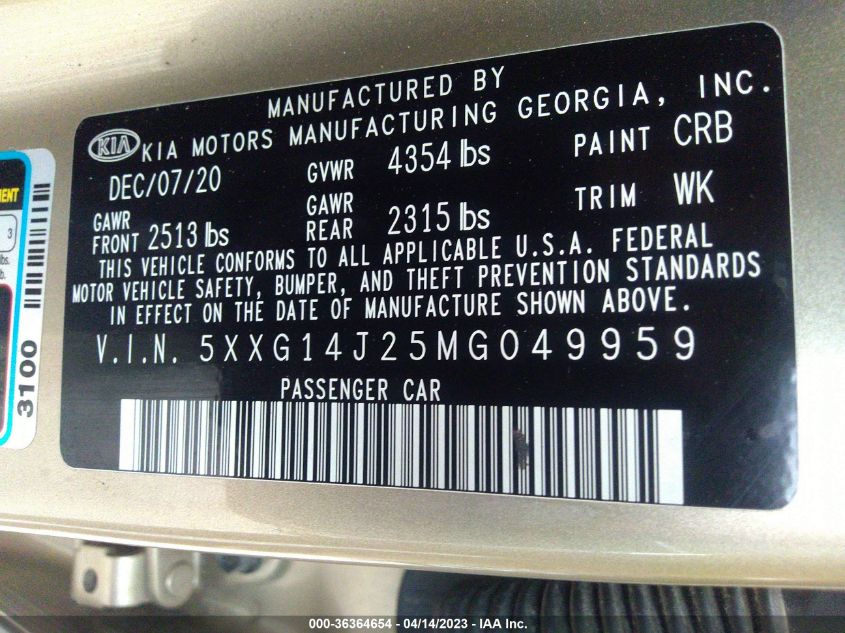 MANUFACTURED BY
KIA KIA MOTORS MANUFACTURING GEORGIA, INC.
DEC/07/20 GVWR 4354 lbs PAINT CRB
GAWR FRONT 2513 lbs GAWR REAR 2315 lbs TRIM WK
THIS VEHICLE CONFORMS TO ALL APPLICABLE U.S.A. FEDERAL
MOTOR VEHICLE SAFETY, BUMPER, AND THEFT PREVENTION STANDARDS
IN EFFECT ON THE DATE OF MANUFACTURE SHOWN ABOVE.
V.I.N. 5XXG14J25MG049959
PASSENGER CAR
3
3100
000-36364654 - 04/14/2023 - IAA Inc.